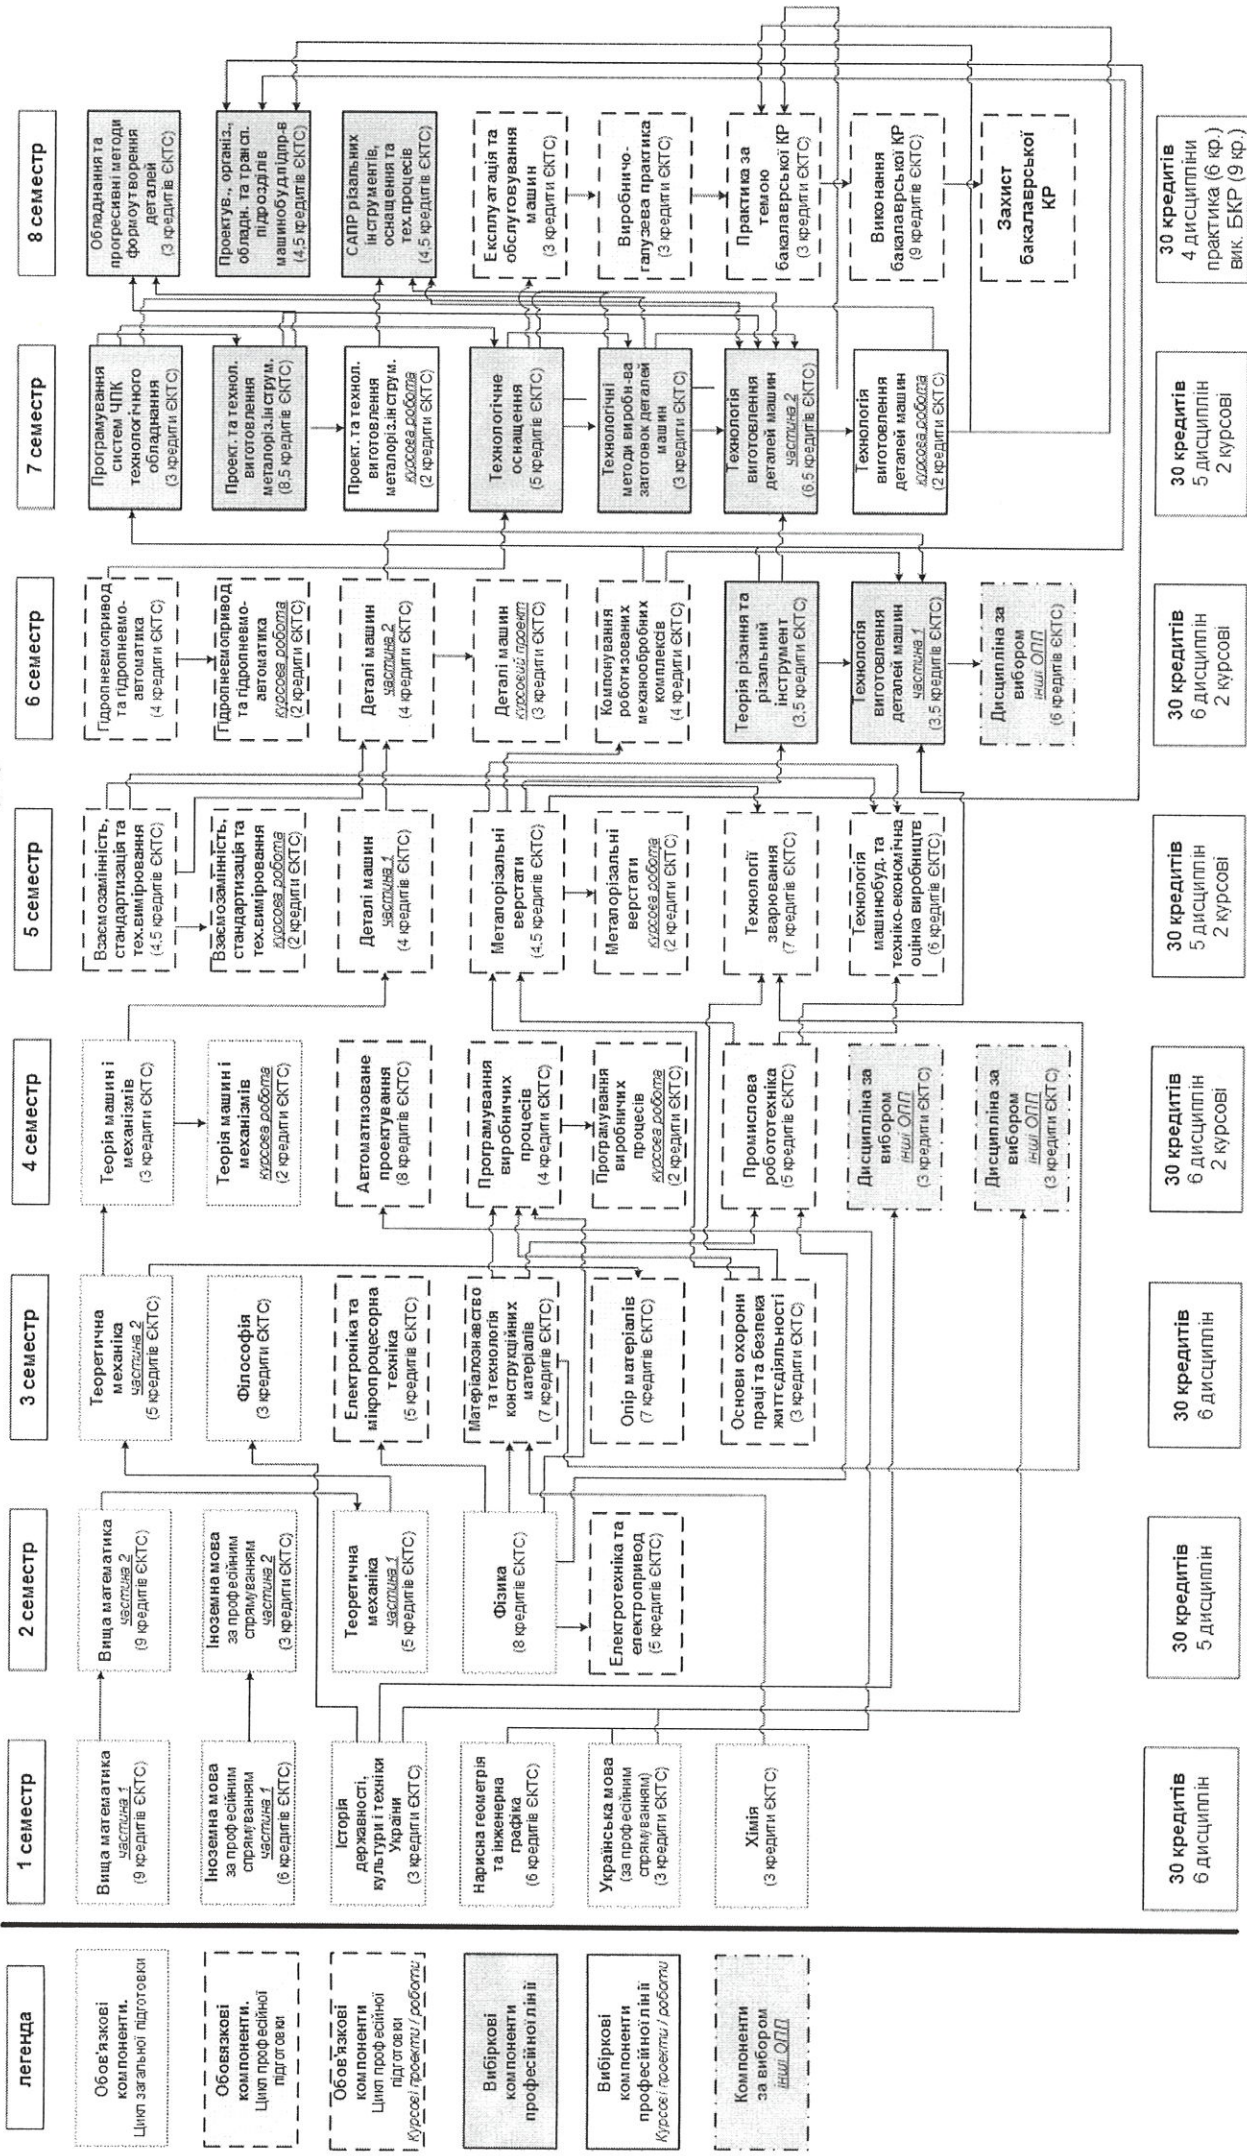 легенда
Обов'язкові
компоненти.
Цикл загальної підготовки
Обовязкові
компоненти.
Цикл професійної
підготовки
Обов'язкові
компоненти
Цикл професійної
підготовки
Курсові проекти / роботи
Вибіркові
компоненти
професійної лінії
Вибіркові
компоненти
професійної лінії
Курсові проекти / роботи
Компоненти
за вибором
інші ОПП
1 семестр
Вища математика
частина 1
(9 кредитів ЄКТС)
Іноземна мова
за професійним
спрямуванням
частина 1
(6 кредитів ЄКТС)
Історія
державності,
культури і техніки
України
(3 кредити ЄКТС)
Нарисна геометрія
та інженерна
графіка
(6 кредитів ЄКТС)
Українська мова
(за професійним
спрямуванням)
(3 кредити ЄКТС)
Хімія
(3 кредити ЄКТС)
30 кредитів
6 дисциплін
2 семестр
Вища математика
частина 2
(9 кредитів ЄКТС)
Іноземна мова
за професійним
спрямуванням
частина 2
(3 кредити ЄКТС)
Теоретична
механіка
частина 1
(5 кредитів ЄКТС)
Фізика
(8 кредитів ЄКТС)
Електротехніка та
електропривод
(5 кредитів ЄКТС)
30 кредитів
5 дисциплін
3 семестр
Теоретична
механіка
частина 2
(5 кредитів ЄКТС)
Філософія
(3 кредити ЄКТС)
Електроніка та
мікропроцесорна
техніка
(5 кредитів ЄКТС)
Матеріалознавство
та технологія
конструкційних
матеріалів
(7 кредитів ЄКТС)
Опір матеріалів
(7 кредитів ЄКТС)
Основи охорони
праці та безпека
життєдіяльності
(3 кредити ЄКТС)
30 кредитів
6 дисциплін
4 семестр
Теорія машин і
механізмів
(3 кредити ЄКТС)
Теорія машин і
механізмів
курсова робота
(2 кредити ЄКТС)
Автоматизоване
проектування
(8 кредитів ЄКТС)
Програмування
виробничих
процесів
(4 кредити ЄКТС)
Програмування
виробничих
процесів
курсова робота
(2 кредити ЄКТС)
Промислова
робототехніка
(5 кредитів ЄКТС)
Дисципліна за
вибором
інші ОПП
(3 кредити ЄКТС)
Дисципліна за
вибором
інші ОПП
(3 кредити ЄКТС)
30 кредитів
6 дисциплін
2 курсові
5 семестр
Взаємозамінність,
стандартизація та
тех.вимірювання
(4.5 кредитів ЄКТС)
Взаємозамінність,
стандартизація та
тех.вимірювання
курсова робота
(2 кредити ЄКТС)
Деталі машин
частина 1
(4 кредити ЄКТС)
Металорізальні
верстати
(4.5 кредитів ЄКТС)
Металорізальні
верстати
курсова робота
(2 кредити ЄКТС)
Технології
зварювання
(7 кредитів ЄКТС)
Технологія
машинобуд. та
техніко-економічна
оцінка виробництв
(6 кредитів ЄКТС)
30 кредитів
5 дисциплін
2 курсові
6 семестр
Гідропневмопривод
та гідропневмо-
автоматика
(4 кредити ЄКТС)
Гідропневмопривод
та гідропневмо-
автоматика
курсова робота
(2 кредити ЄКТС)
Деталі машин
частина 2
(4 кредити ЄКТС)
Деталі машин
курсовий проект
(3 кредити ЄКТС)
Компонування
роботизованих
механообробних
комплексів
(4 кредити ЄКТС)
Теорія різання та
різальний
інструмент
(3,5 кредити ЄКТС)
Технологія
виготовлення
деталей машин
частина 1
(3,5 кредити ЄКТС)
Дисципліна за
вибором
інші ОПП
(6 кредитів ЄКТС)
30 кредитів
6 дисциплін
2 курсові
7 семестр
Програмування
систем ЧПК
технологічного
обладнання
(3 кредити ЄКТС)
Проект. та технол.
виготовлення
металоріз.інструм.
(8,5 кредитів ЄКТС)
Проект. та технол.
виготовлення
металоріз.інструм.
курсова робота
(2 кредити ЄКТС)
Технологічне
оснащення
(5 кредитів ЄКТС)
Технологічні
методи виробн-ва
заготовок деталей
машин
(3 кредити ЄКТС)
Технологія
виготовлення
деталей машин
частина 2
(6,5 кредитів ЄКТС)
Технологія
виготовлення
деталей машин
курсова робота
(2 кредити ЄКТС)
30 кредитів
5 дисциплін
2 курсові
8 семестр
Обладнання та
прогресивні методи
формоутворення
деталей
(3 кредитів ЄКТС)
Проектув., організ.,
обладн. та трансп.
підрозділів
машинобуд.підпр-в
(4,5 кредитів ЄКТС)
САПР різальних
інструментів,
оснащення та
тех.процесів
(4,5 кредитів ЄКТС)
Експлуатація та
обслуговування
машин
(3 кредити ЄКТС)
Виробничо-
галузева практика
(3 кредити ЄКТС)
Практика за
темою
бакалаврської КР
(3 кредити ЄКТС)
Виконання
бакалаврської КР
(9 кредитів ЄКТС)
Захист
бакалаврської
КР
30 кредитів
4 дисципліни
практика (6 кр.)
вик. БКР (9 кр.)